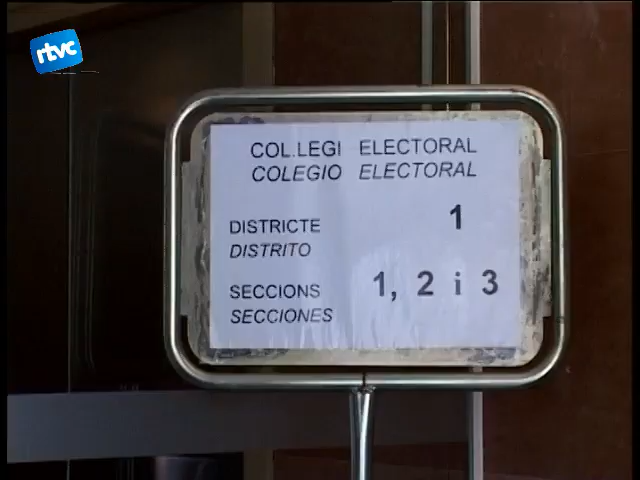 rtvc
COL.LEGI ELECTORAL
COLEGIO ELECTORAL
DISTRICTE 1
DISTRITO
SECCIONS 1, 2 i 3
SECCIONES